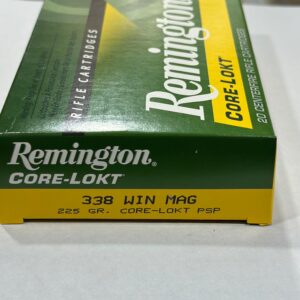 RIFLE CARTRIDGES
Remington
CORE-LOKT
20 CENTERFIRE RIFLE CARTRIDGES
Remington®
CORE-LOKT
338 WIN MAG
225 GR. CORE-LOKT PSP